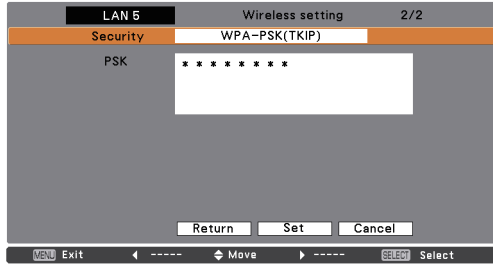 LAN 5 Wireless setting 2/2
Security WPA-PSK(TKIP)
PSK * * * * * * * *
Return Set Cancel
MENU Exit ----- Move ----- SELECT Select